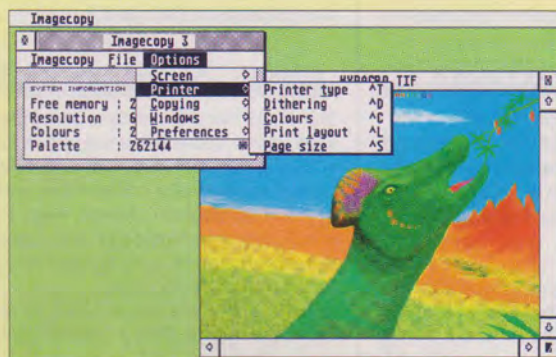 Imagecopy
Imagecopy 3
Imagecopy File Options
Screen
Printer
Copying
Windows
Preferences
SYSTEM INFORMATION
Free memory : 2
Resolution : 6
Colours : 2
Palette : 262144
Printer type ^T
Dithering ^D
Colours ^C
Print layout ^L
Page size ^S
TIF